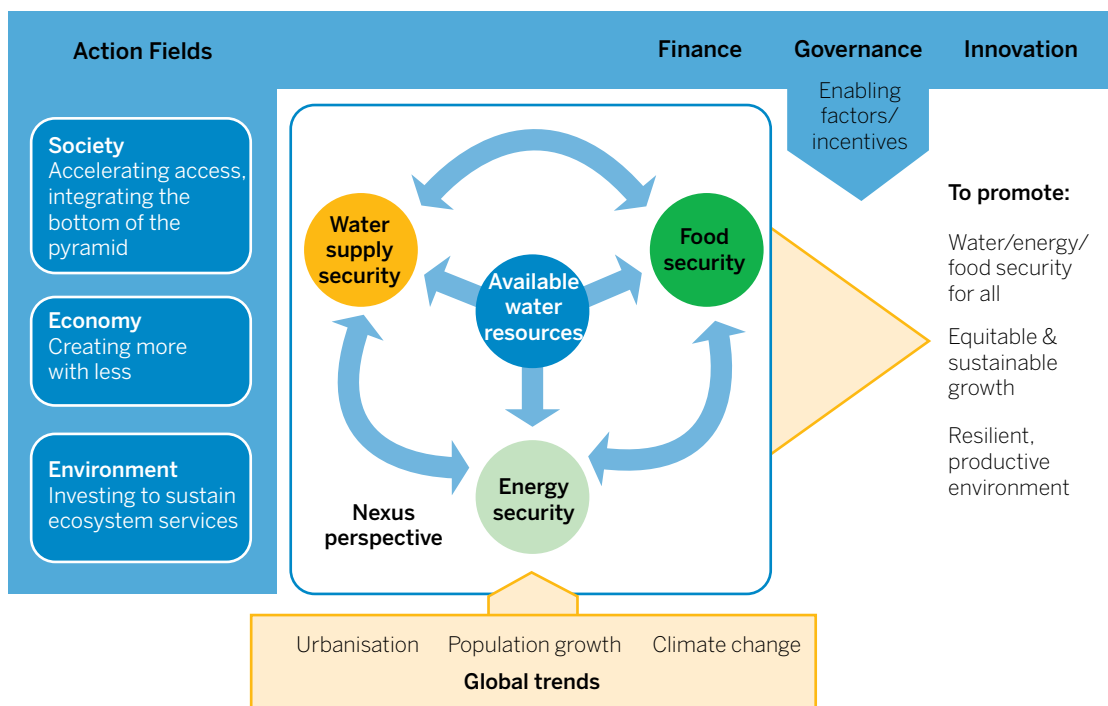 Action Fields
Finance
Governance
Innovation
Enabling
factors/
incentives
Society
Accelerating access,
integrating the
bottom of the
pyramid
Economy
Creating more
with less
Environment
Investing to sustain
ecosystem services
Water
supply
security
Food
security
Available
water
resources
Energy
security
Nexus
perspective
To promote:
Water/energy/
food security
for all
Equitable &
sustainable
growth
Resilient,
productive
environment
Urbanisation
Population growth
Climate change
Global trends